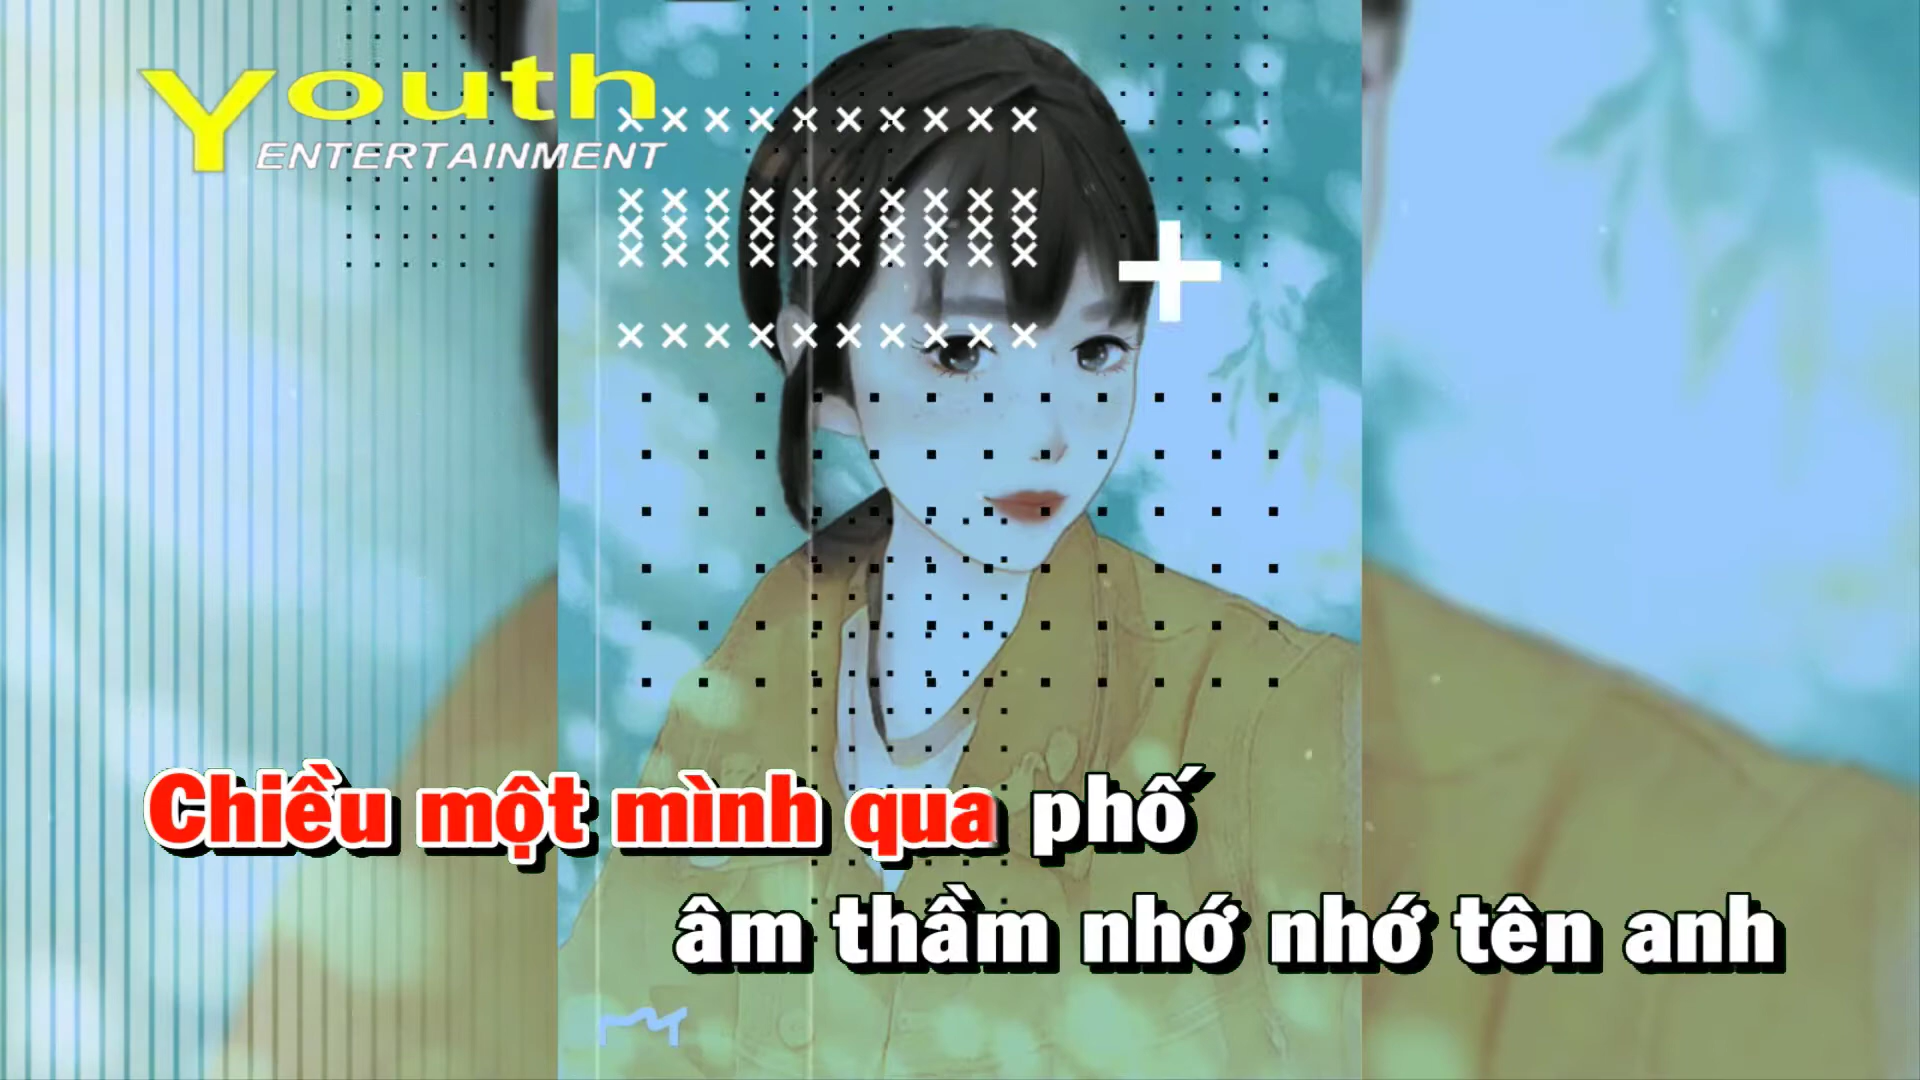 Youth
ENTERTAINMENT
Chiều một mình qua phố
âm thầm nhớ nhớ tên anh